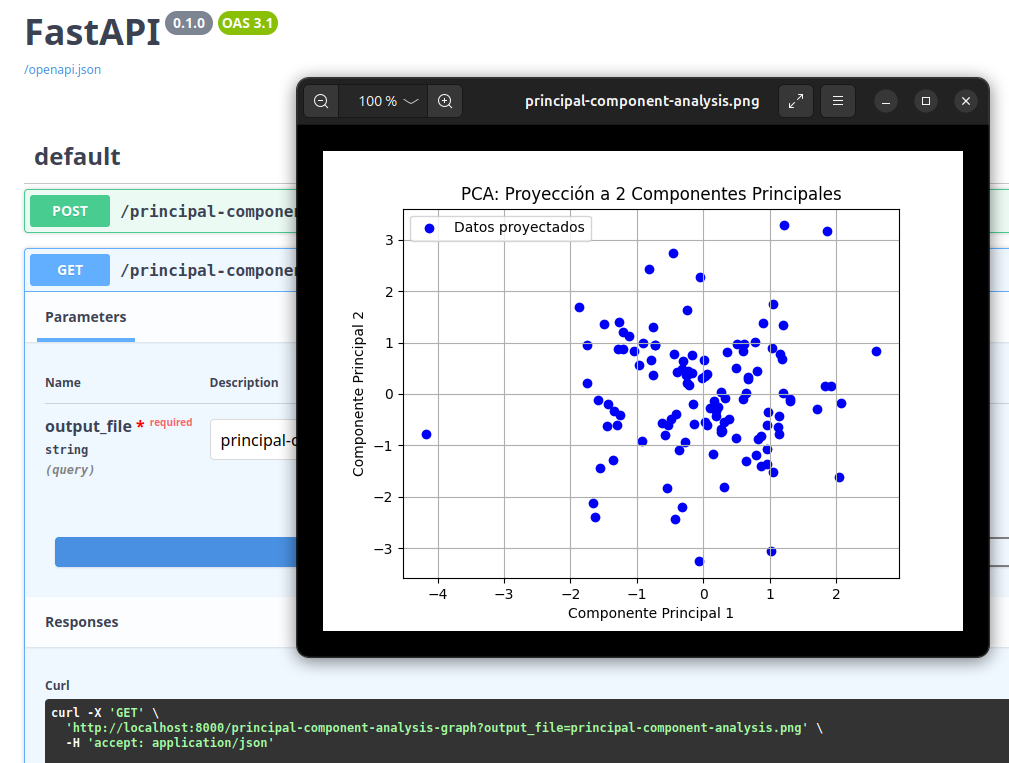 FastAPI 0.1.0 OAS 3.1
/openapi.json
100 %
principal-component-analysis.png
default
POST /principal-compone
GET /principal-compone
Parameters
Name Description
output_file * required
string
(query)
principal-c
PCA: Proyección a 2 Componentes Principales
Datos proyectados
Componente Principal 2
3
2
1
0
−1
−2
−3
−4 −3 −2 −1 0 1 2
Componente Principal 1
Responses
Curl
curl -X 'GET' \
'http://localhost:8000/principal-component-analysis-graph?output_file=principal-component-analysis.png' \
-H 'accept: application/json'